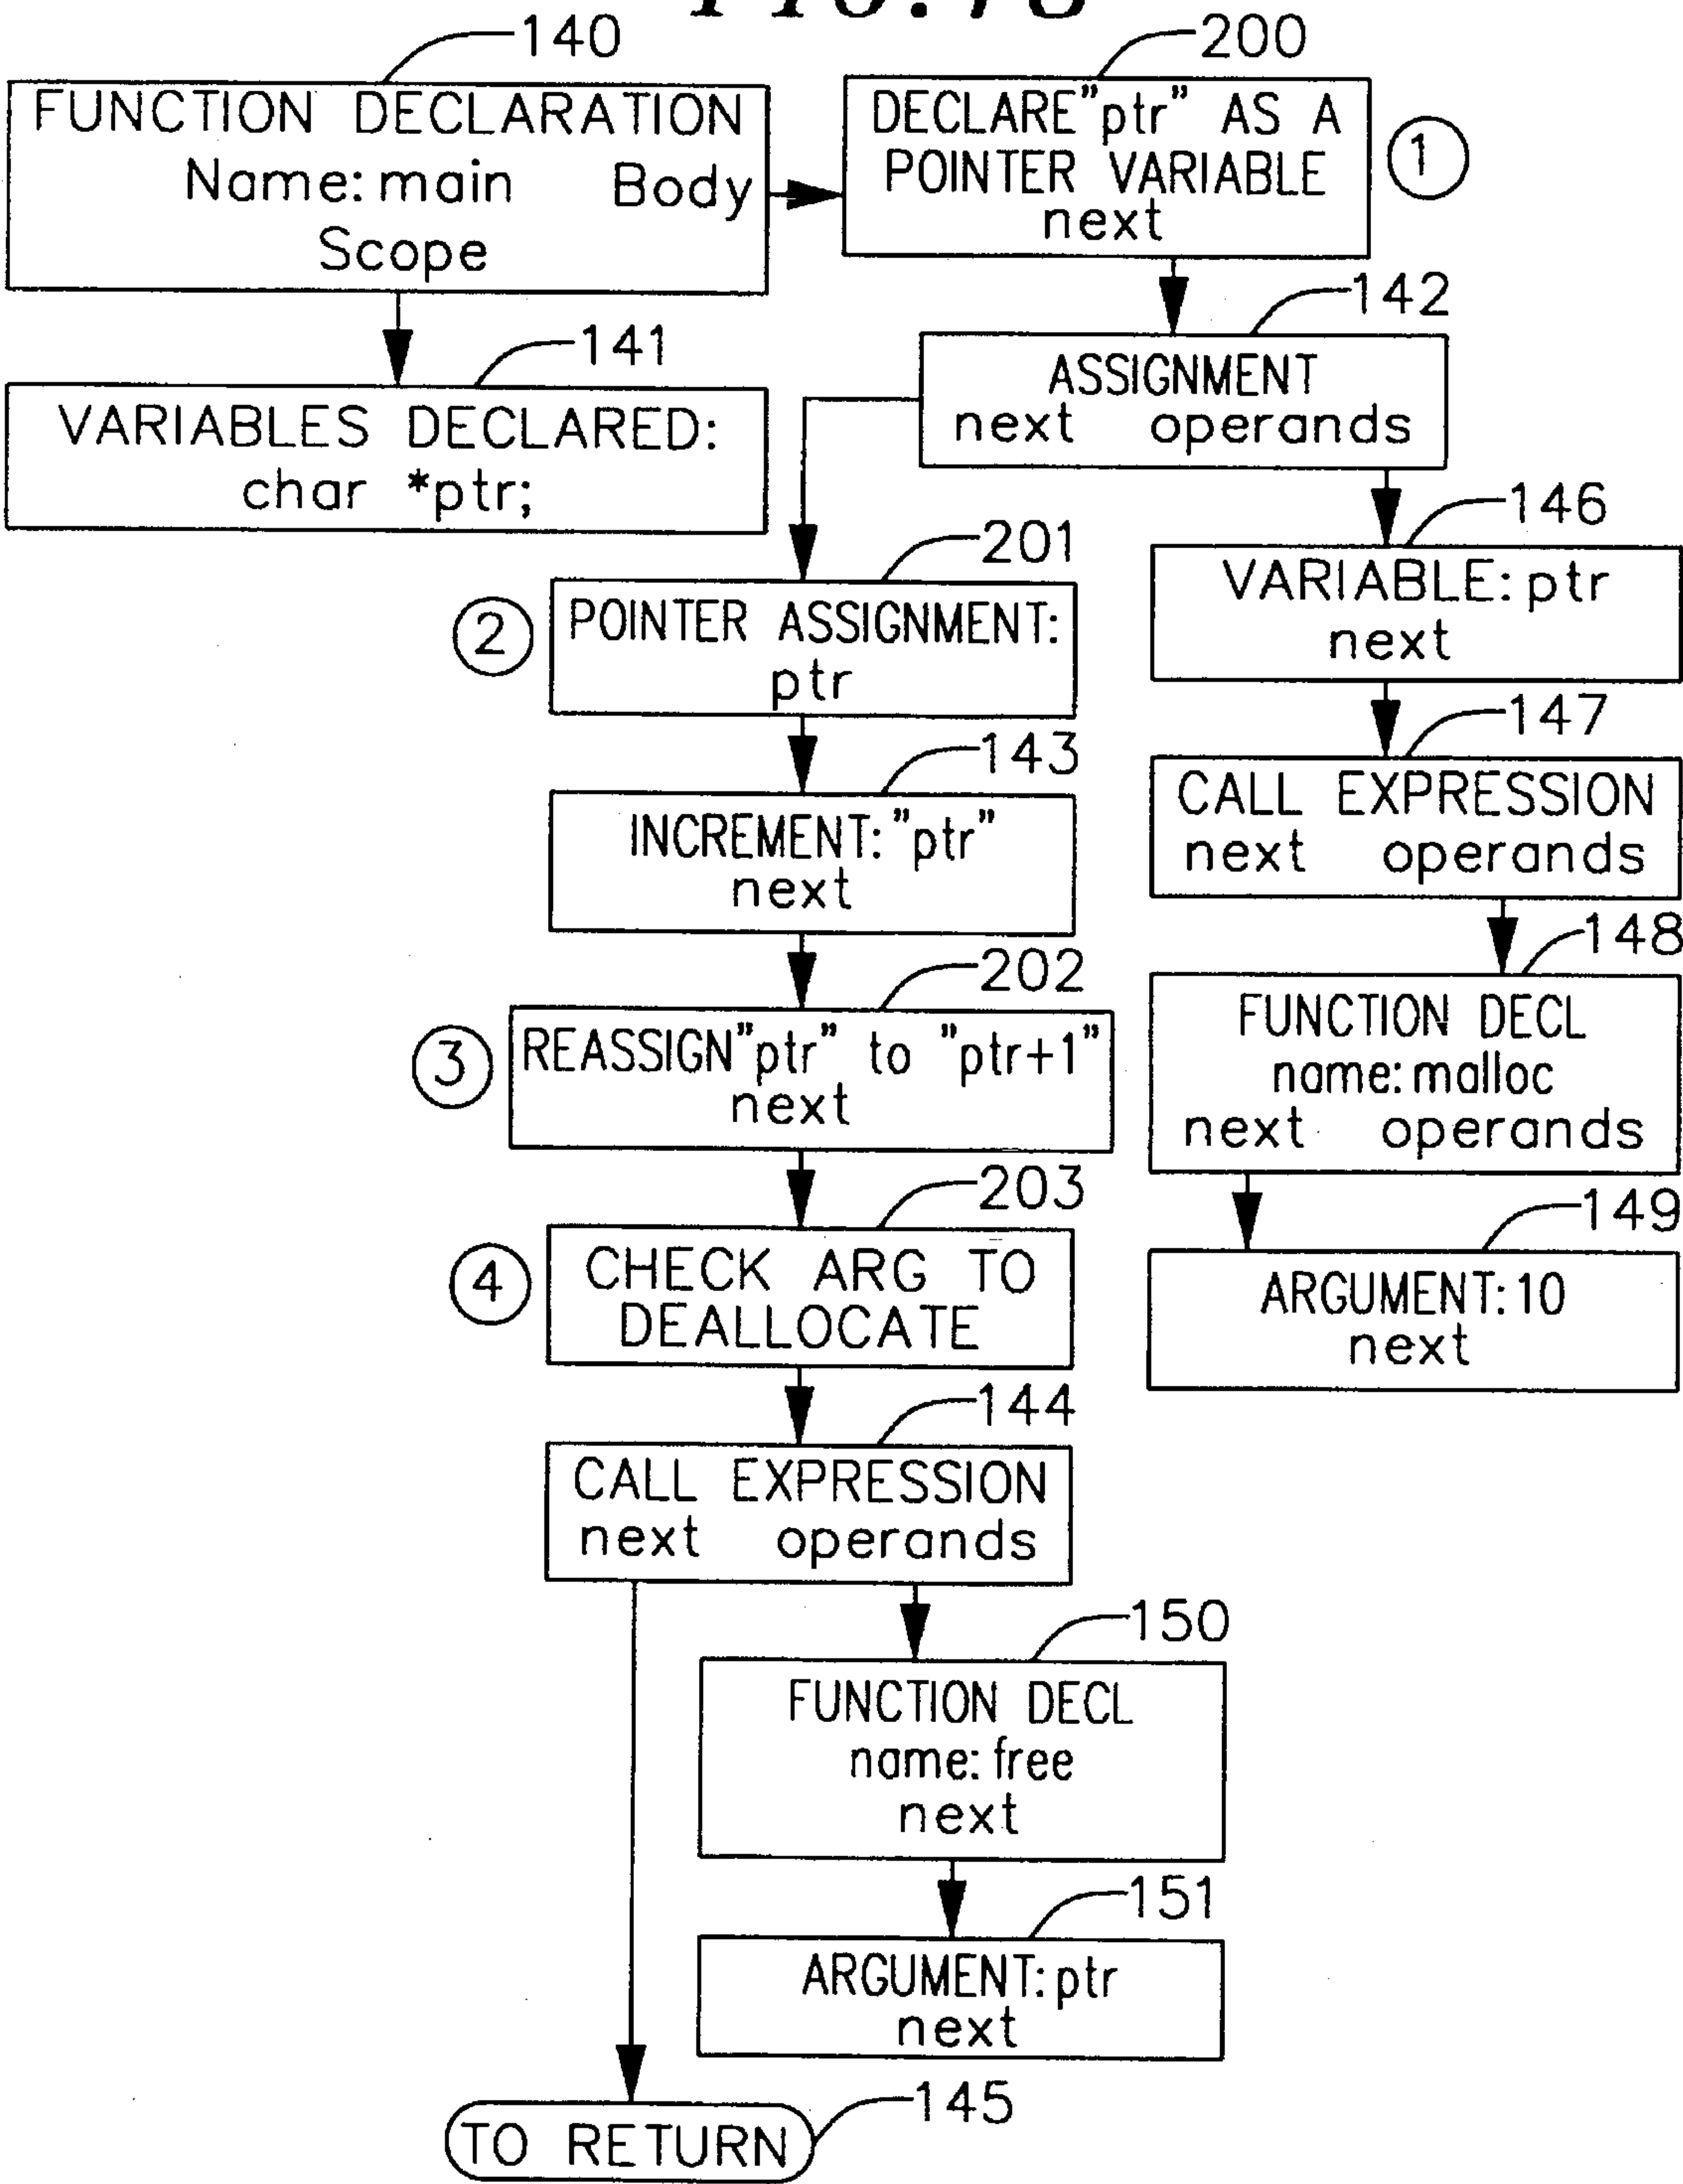 140
200
FUNCTION DECLARATION
Name: main Body
Scope
DECLARE "ptr" AS A
POINTER VARIABLE
next
1
142
141
ASSIGNMENT
next operands
VARIABLES DECLARED:
char *ptr;
146
201
VARIABLE: ptr
next
2
POINTER ASSIGNMENT:
ptr
147
143
CALL EXPRESSION
next operands
INCREMENT: "ptr"
next
148
202
FUNCTION DECL
name: malloc
next operands
3
REASSIGN "ptr" to "ptr+1"
next
203
149
4
CHECK ARG TO
DEALLOCATE
ARGUMENT: 10
next
144
CALL EXPRESSION
next operands
150
FUNCTION DECL
name: free
next
151
ARGUMENT: ptr
next
145
TO RETURN